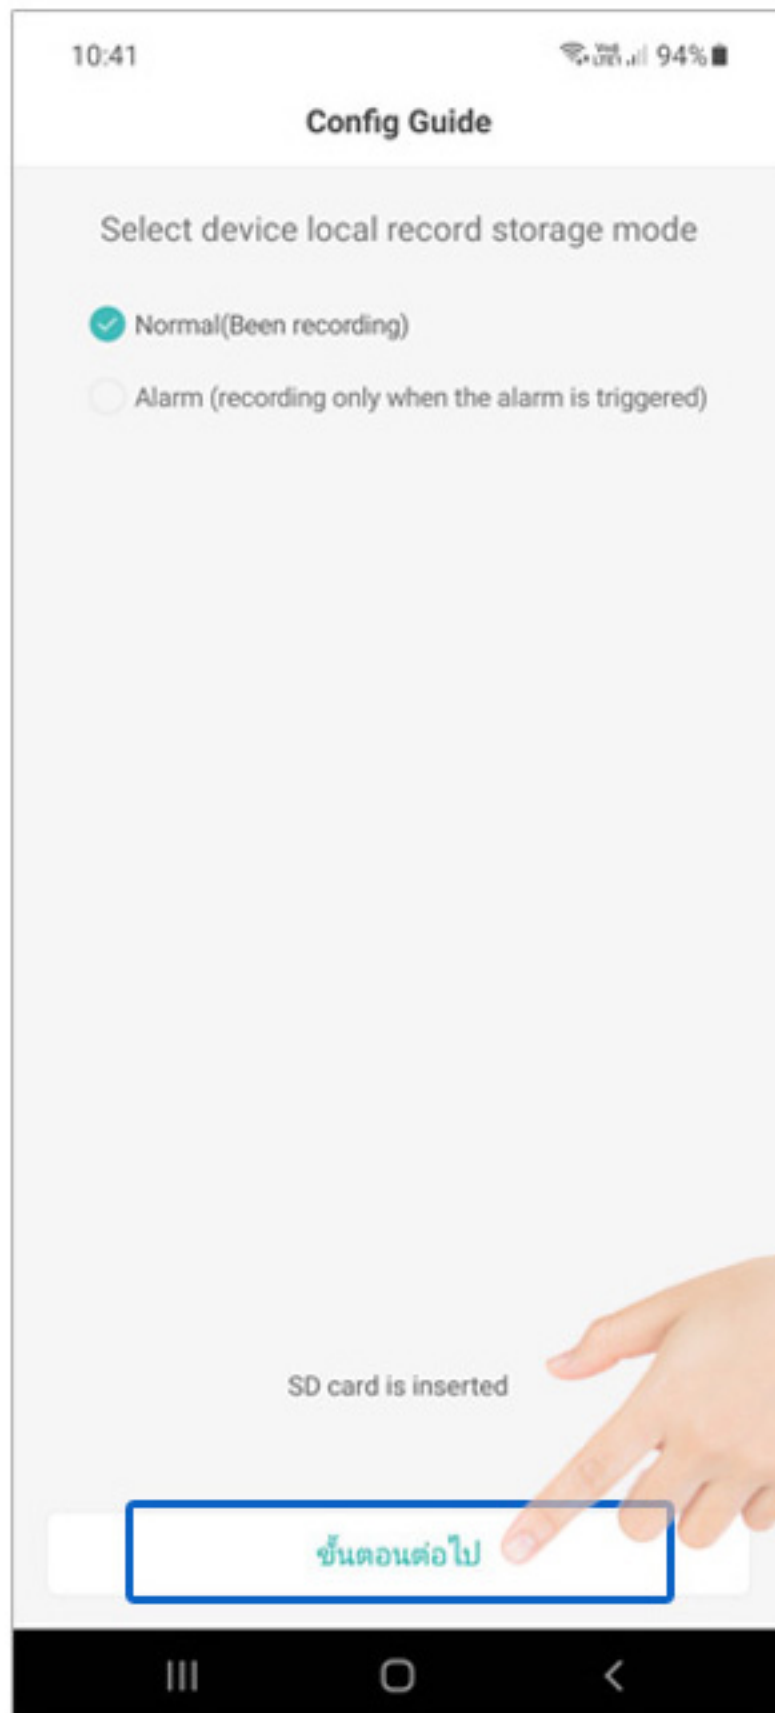 10:41 94%
Config Guide
Select device local record storage mode
Normal(Been recording)
Alarm (recording only when the alarm is triggered)
SD card is inserted
ขั้นตอนต่อไป